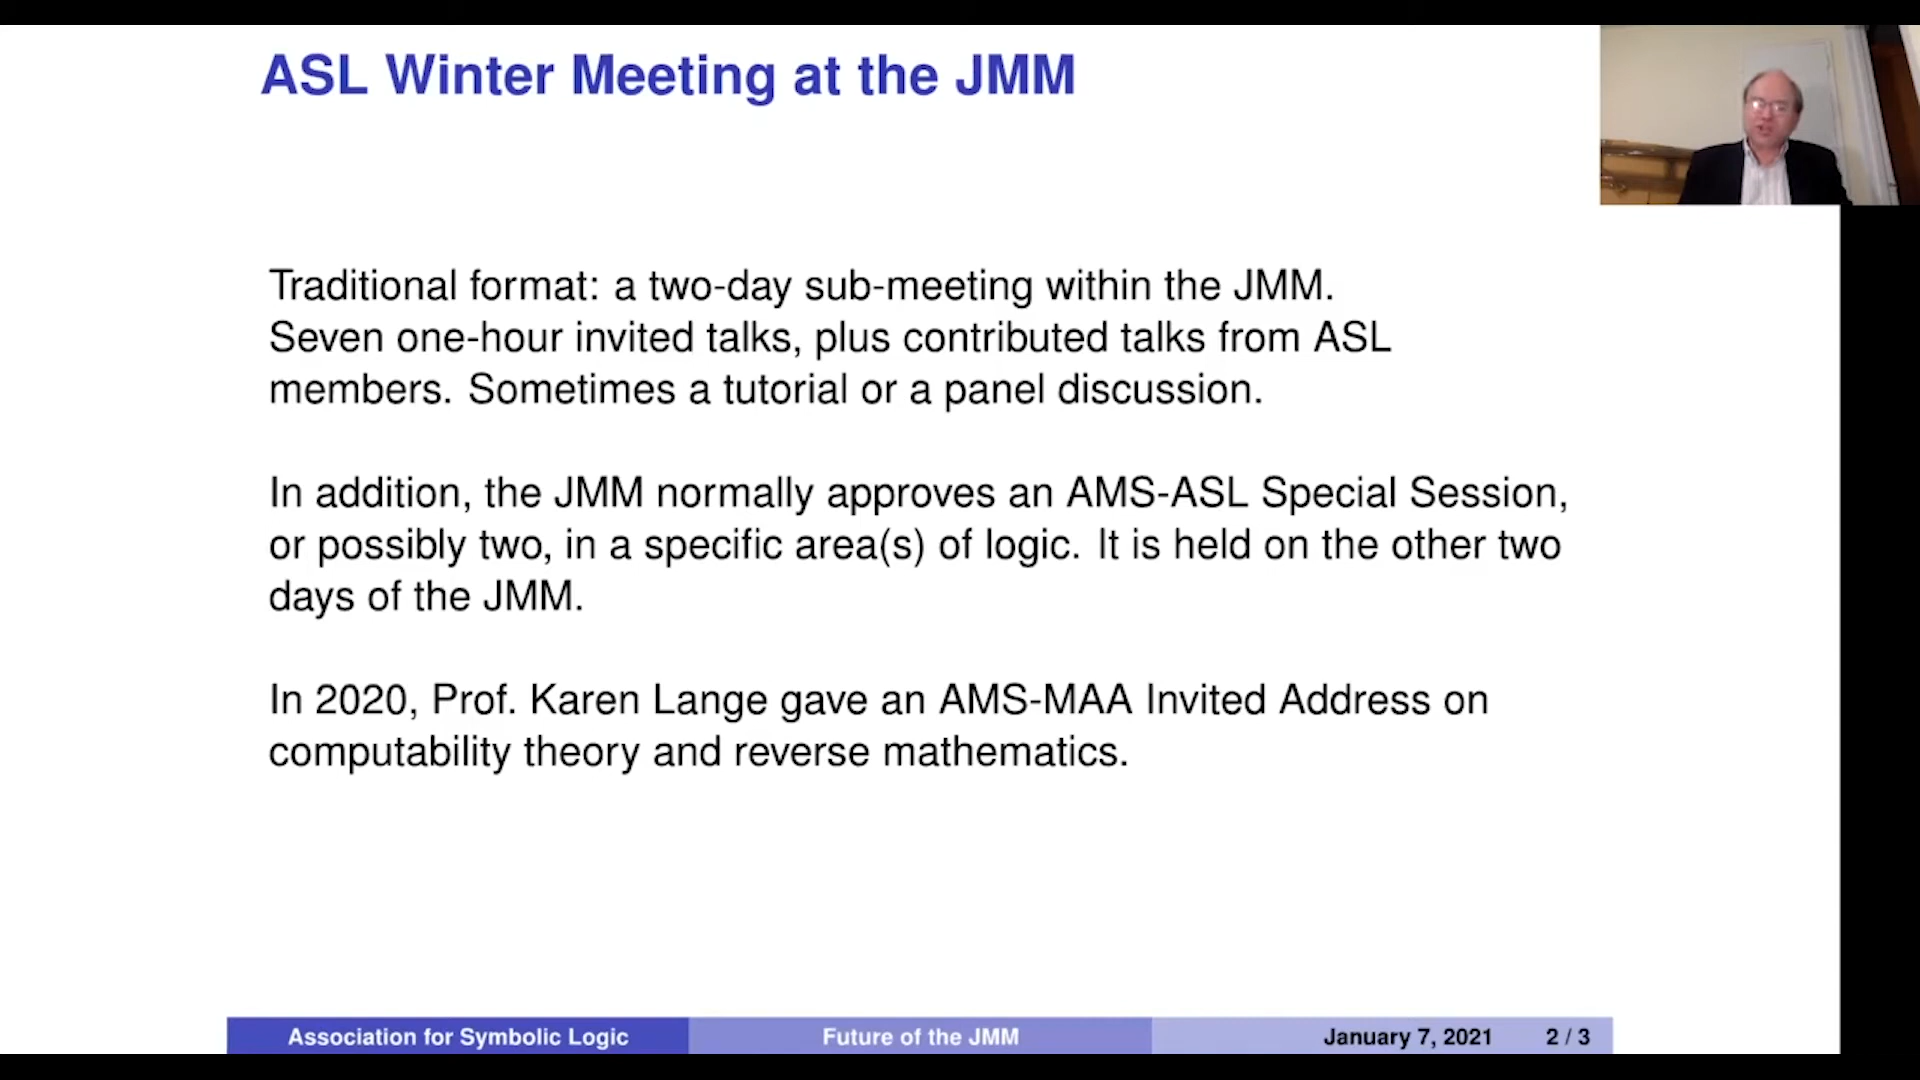 ASL Winter Meeting at the JMM
Traditional format: a two-day sub-meeting within the JMM.
Seven one-hour invited talks, plus contributed talks from ASL
members. Sometimes a tutorial or a panel discussion.
In addition, the JMM normally approves an AMS-ASL Special Session,
or possibly two, in a specific area(s) of logic. It is held on the other two
days of the JMM.
In 2020, Prof. Karen Lange gave an AMS-MAA Invited Address on
computability theory and reverse mathematics.
Association for Symbolic Logic Future of the JMM January 7, 2021 2 / 3